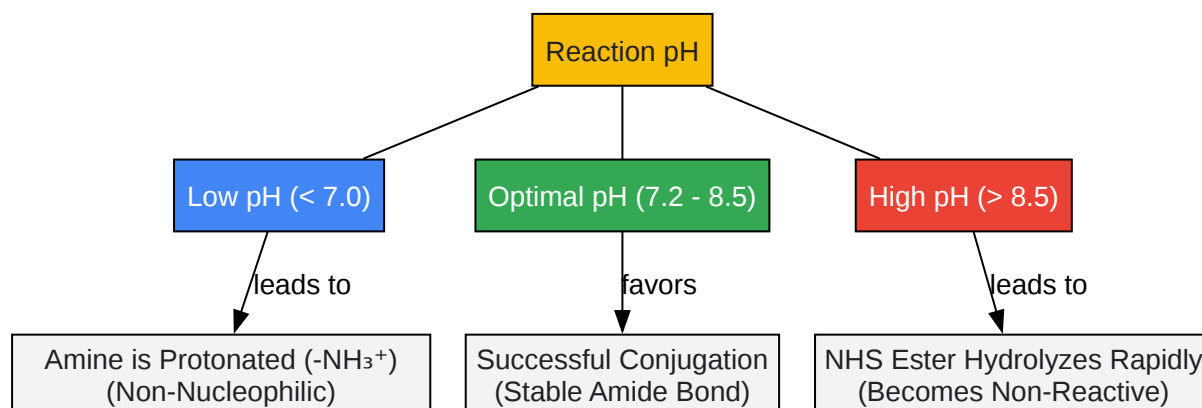 Reaction pH
Low pH (< 7.0)
Optimal pH (7.2 - 8.5)
High pH (> 8.5)
leads to
favors
leads to
Amine is Protonated (-NH₃⁺)
(Non-Nucleophilic)
Successful Conjugation
(Stable Amide Bond)
NHS Ester Hydrolyzes Rapidly
(Becomes Non-Reactive)